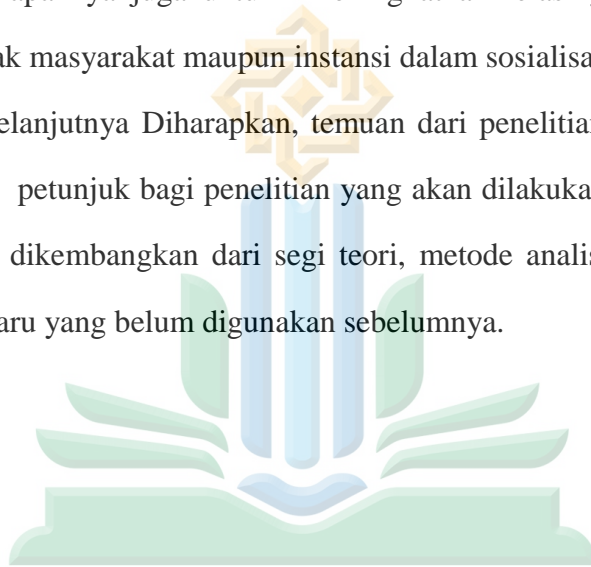 ak masyarakat maupun instansi dalam sosialisa
elanjutnya Diharapkan, temuan dari penelitian
petunjuk bagi penelitian yang akan dilakuka
dikembangkan dari segi teori, metode analis
aru yang belum digunakan sebelumnya.